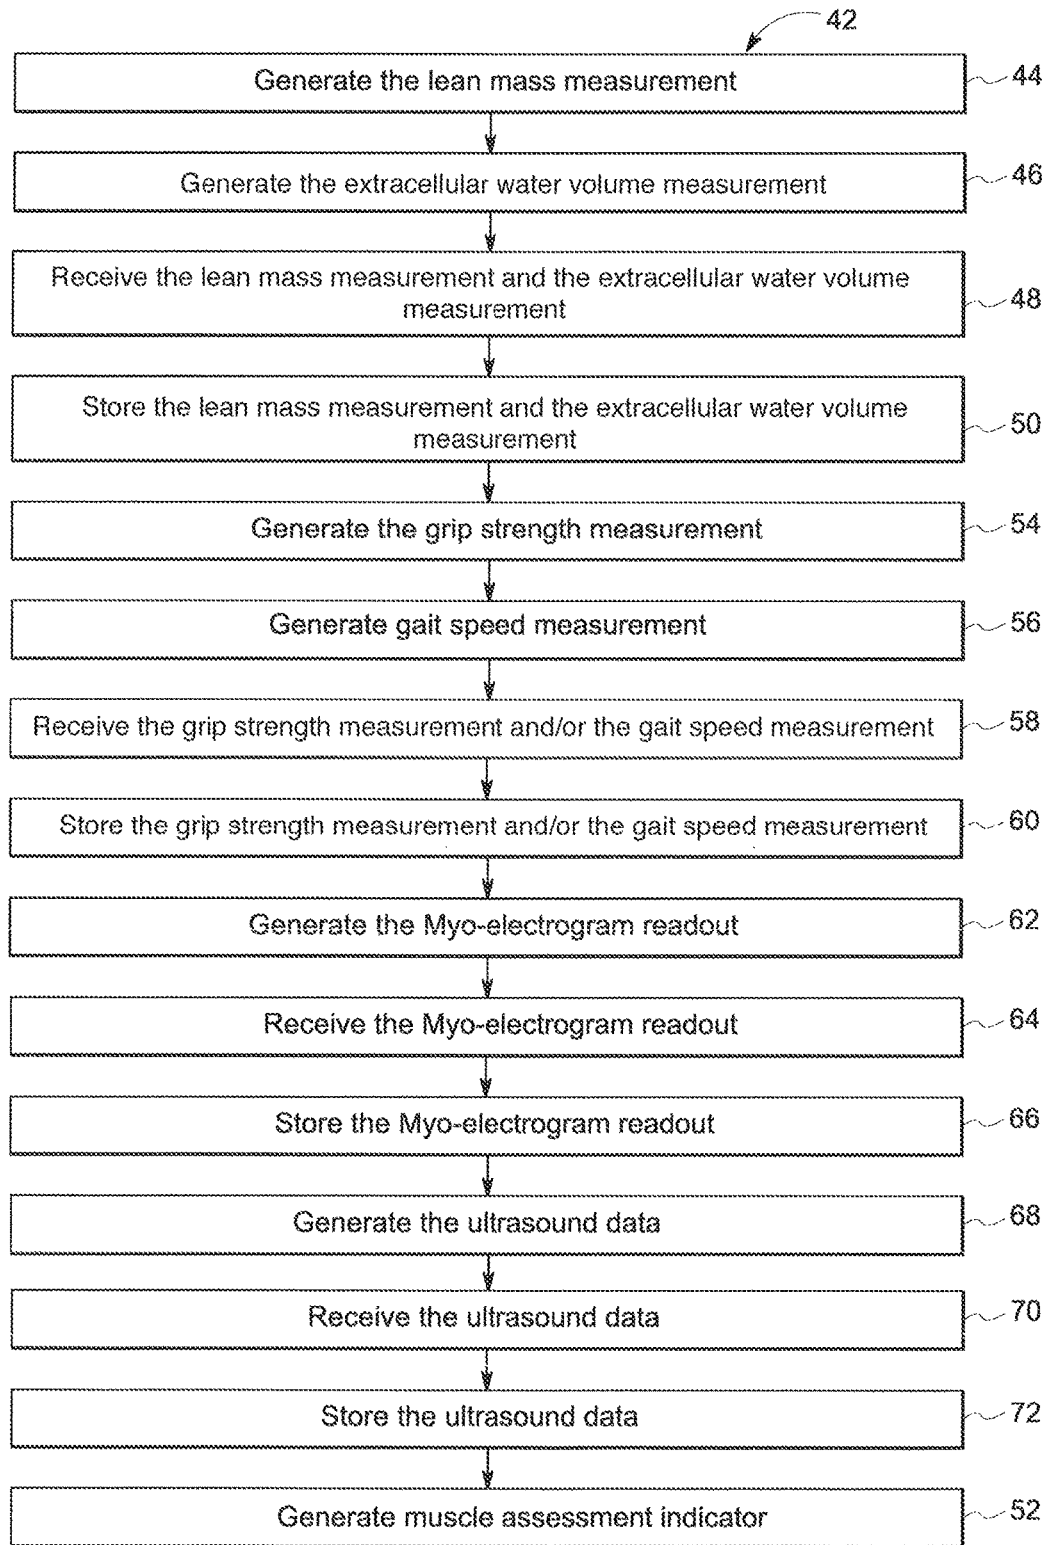 42
Generate the lean mass measurement
44
Generate the extracellular water volume measurement
46
Receive the lean mass measurement and the extracellular water volume
measurement
48
Store the lean mass measurement and the extracellular water volume
measurement
50
Generate the grip strength measurement
54
Generate gait speed measurement
56
Receive the grip strength measurement and/or the gait speed measurement
58
Store the grip strength measurement and/or the gait speed measurement
60
Generate the Myo-electrogram readout
62
Receive the Myo-electrogram readout
64
Store the Myo-electrogram readout
66
Generate the ultrasound data
68
Receive the ultrasound data
70
Store the ultrasound data
72
Generate muscle assessment indicator
52